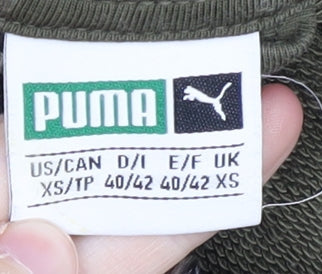 PUMA
US/CAN D/I E/F UK
XS/TP 40/42 40/42 XS